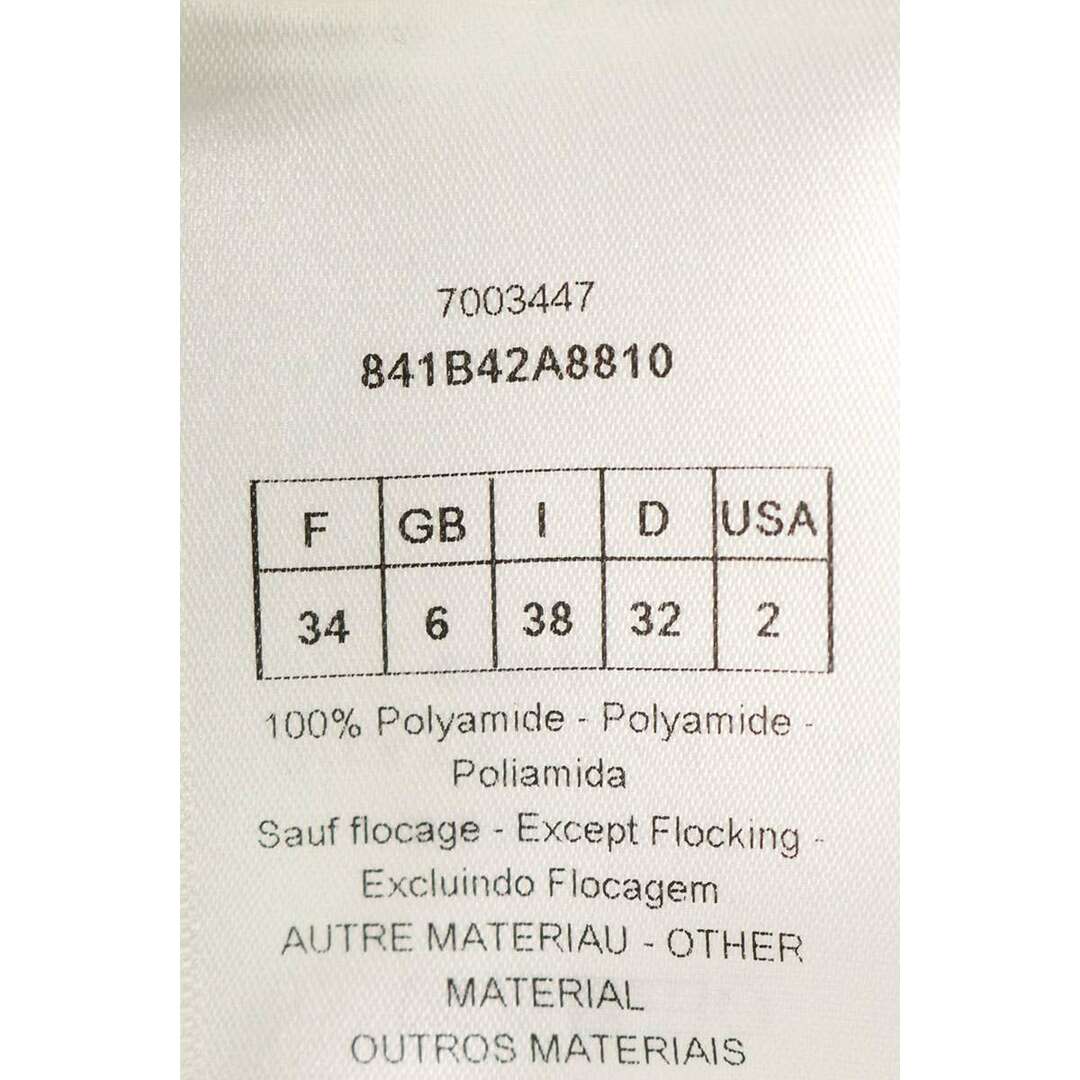 7003447
841B42A8810
F GB I D USA
34 6 38 32 2
100% Polyamide - Polyamide -
Poliamida
Sauf flocage - Except Flocking -
Excluindo Flocagem
AUTRE MATERIAU - OTHER
MATERIAL
OUTROS MATERIAIS